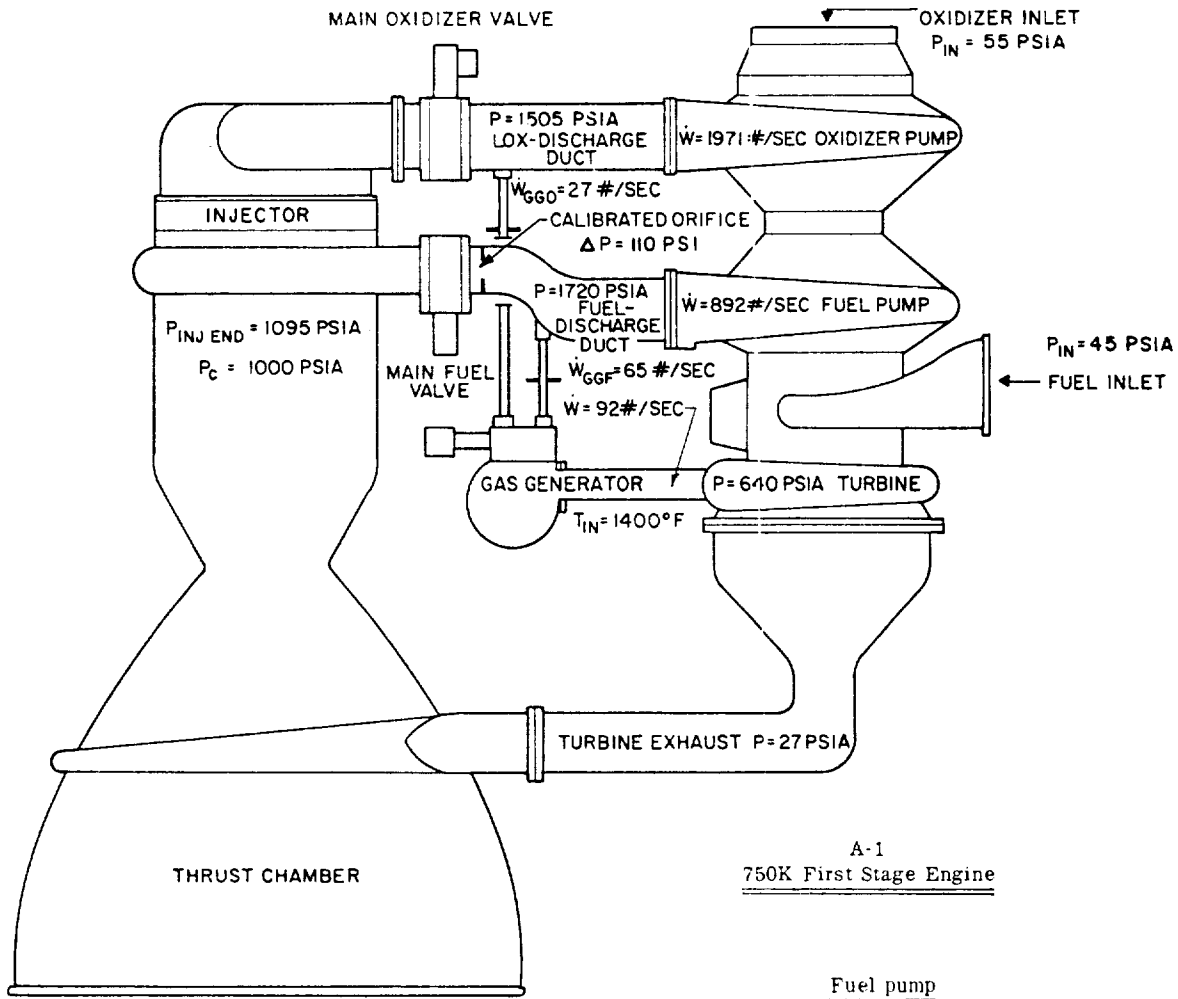 MAIN OXIDIZER VALVE
OXIDIZER INLET
P_IN = 55 PSIA
P = 1505 PSIA
LOX-DISCHARGE
DUCT
Ẇ = 1971 #/SEC OXIDIZER PUMP
Ẇ_GGO = 27 #/SEC
INJECTOR
CALIBRATED ORIFICE
Δ P = 110 PSI
P = 1720 PSIA
FUEL-
DISCHARGE
DUCT
Ẇ = 892 #/SEC FUEL PUMP
P_INJ END = 1095 PSIA
P_C = 1000 PSIA
MAIN FUEL
VALVE
Ẇ_GGF = 65 #/SEC
Ẇ = 92 #/SEC
P_IN = 45 PSIA
FUEL INLET
GAS GENERATOR
P = 640 PSIA TURBINE
T_IN = 1400°F
TURBINE EXHAUST P = 27 PSIA
THRUST CHAMBER
A-1
750K First Stage Engine
Fuel pump